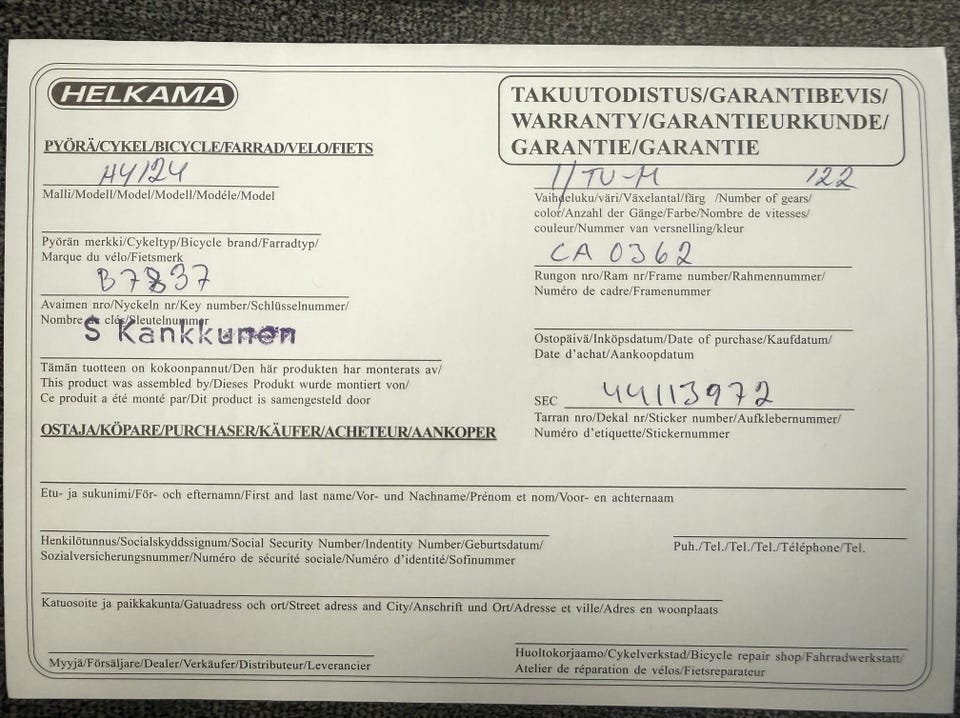 HELKAMA
TAKUUTODISTUS/GARANTIBEVIS/
WARRANTY/GARANTIEURKUNDE/
GARANTIE/GARANTIE
PYÖRÄ/CYKEL/BICYCLE/FARRAD/VELO/FIETS
HY124
Malli/Modell/Model/Modell/Modéle/Model
1/TU-M 122
Vaihdeluku/väri/Växelantal/färg /Number of gears/
color/Anzahl der Gänge/Farbe/Nombre de vitesses/
couleur/Nummer van versnelling/kleur
Pyörän merkki/Cykeltyp/Bicycle brand/Farradtyp/
Marque du vélo/Fietsmerk
CA 0362
Rungon nro/Ram nr/Frame number/Rahmennummer/
Numéro de cadre/Framenummer
B7837
Avaimen nro/Nyckeln nr/Key number/Schlüsselnummer/
Nombre de clés/Sleutelnummer
S Kankkunen
Ostopäivä/Inköpsdatum/Date of purchase/Kaufdatum/
Date d'achat/Aankoopdatum
Tämän tuotteen on kokoonpannut/Den här produkten har monterats av/
This product was assembled by/Dieses Produkt wurde montiert von/
Ce produit a été monté par/Dit product is samengesteld door
SEC 44113972
Tarran nro/Dekal nr/Sticker number/Aufklebernummer/
Numéro d'etiquette/Stickernummer
OSTAJA/KÖPARE/PURCHASER/KÄUFER/ACHETEUR/AANKOPER
Etu- ja sukunimi/För- och efternamn/First and last name/Vor- und Nachname/Prénom et nom/Voor- en achternaam
Henkilötunnus/Socialskyddssignum/Social Security Number/Indentity Number/Geburtsdatum/
Sozialversicherungsnummer/Numéro de sécurité sociale/Numéro d'identité/Sofinummer
Puh./Tel./Tel./Tel./Téléphone/Tel.
Katuosoite ja paikkakunta/Gatuadress och ort/Street adress and City/Anschrift und Ort/Adresse et ville/Adres en woonplaats
Myyjä/Försäljare/Dealer/Verkäufer/Distributeur/Leverancier
Huoltokorjaamo/Cykelverkstad/Bicycle repair shop/Fahrradwerkstatt/
Atelier de réparation de vélos/Fietsreparateur